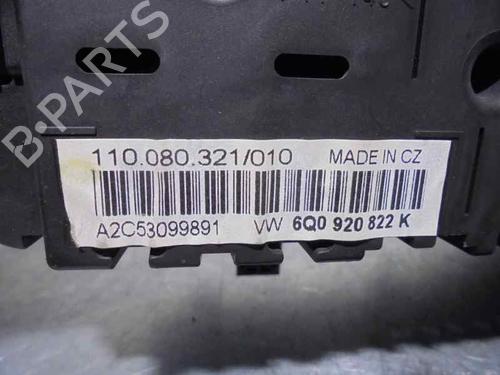 B-PARTS
110.080.321/010 MADE IN CZ
A2C53099891 VW 6Q0 920 822 K